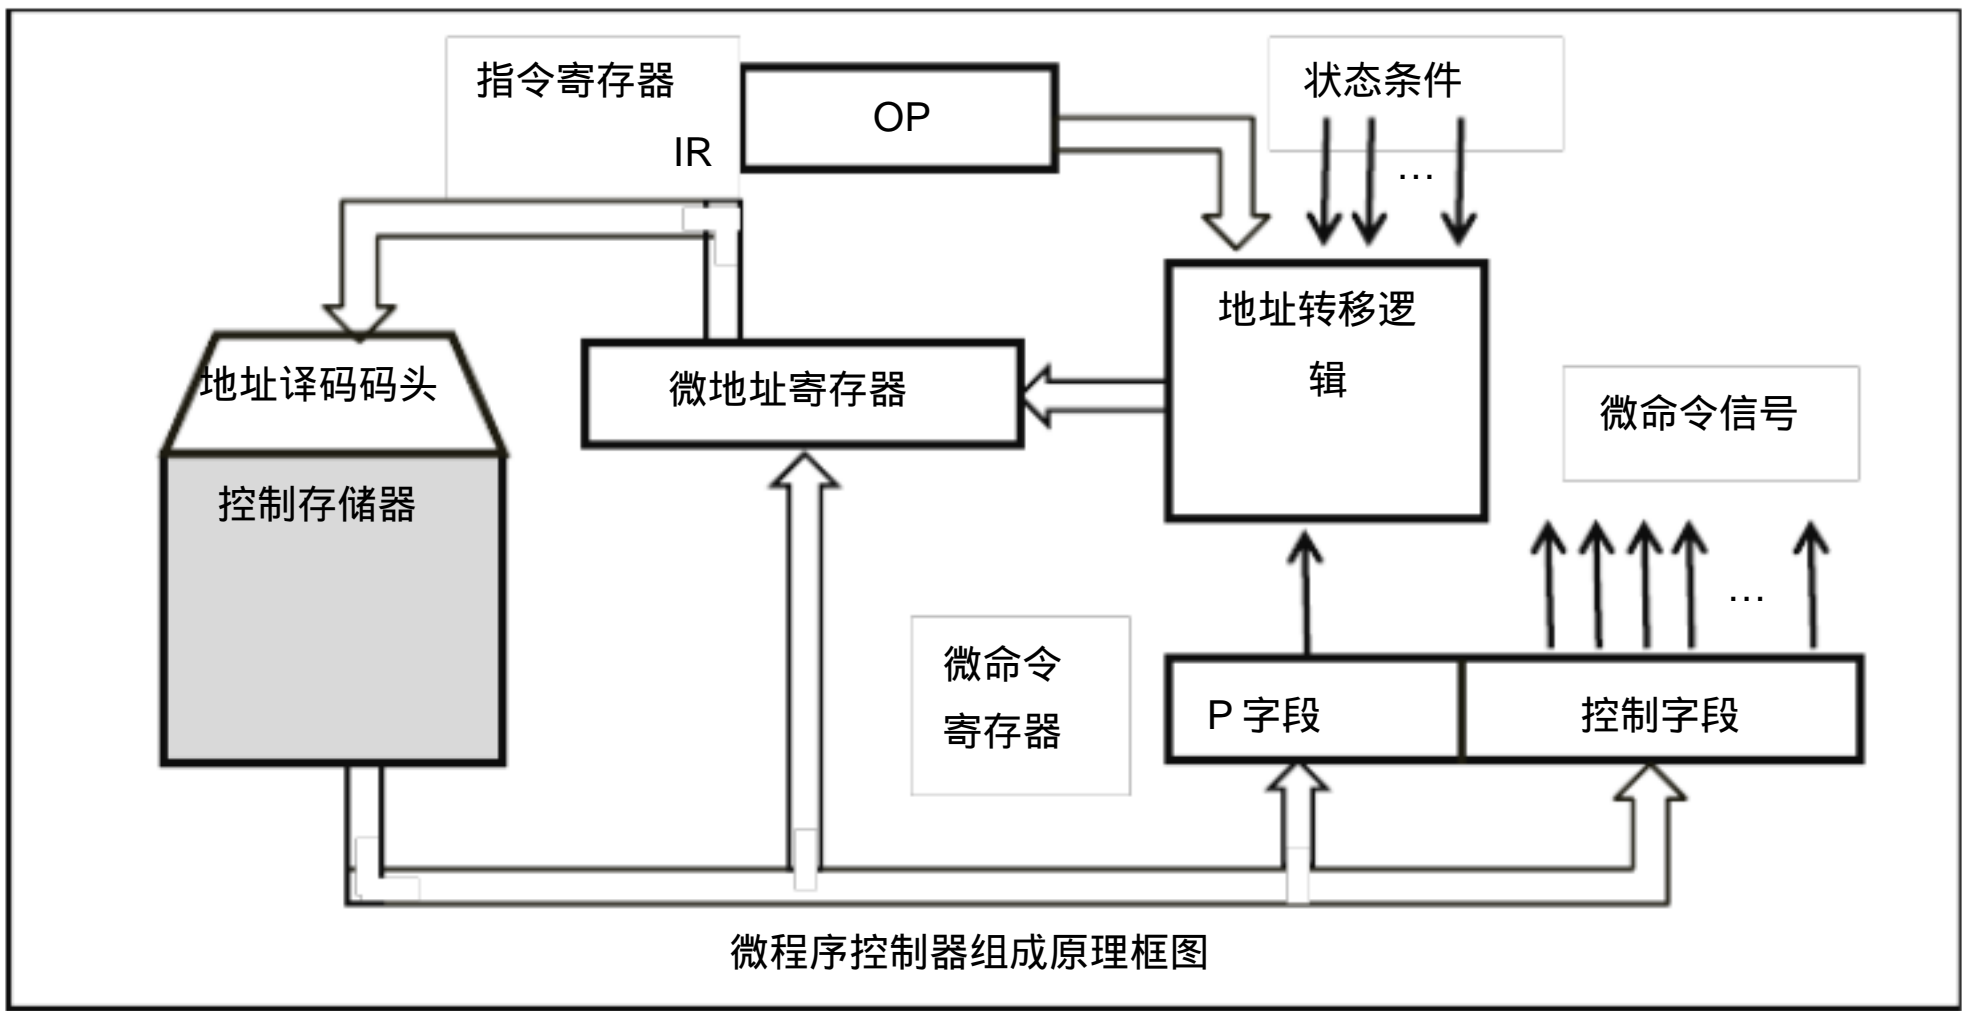 指令寄存器
IR
OP
状态条件
…
地址转移逻
辑
地址译码码头
微地址寄存器
微命令信号
控制存储器
…
微命令
寄存器
P 字段
控制字段
微程序控制器组成原理框图